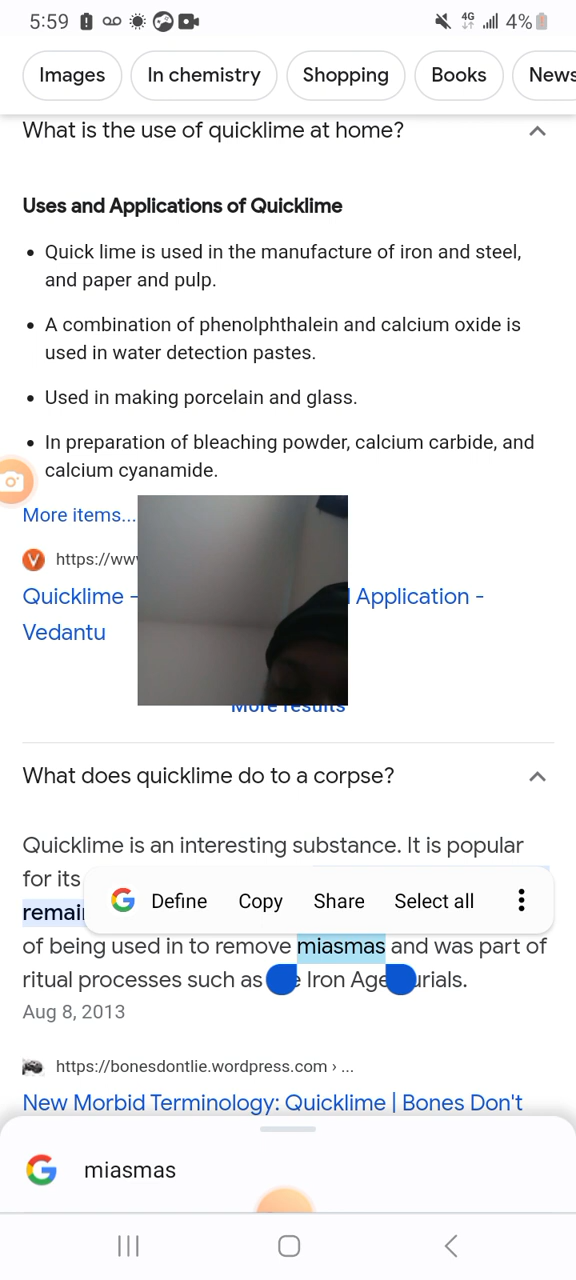 5:59 4G 4%
Images In chemistry Shopping Books News
What is the use of quicklime at home?
Uses and Applications of Quicklime
• Quick lime is used in the manufacture of iron and steel,
and paper and pulp.
• A combination of phenolphthalein and calcium oxide is
used in water detection pastes.
• Used in making porcelain and glass.
• In preparation of bleaching powder, calcium carbide, and
calcium cyanamide.
More items...
https://ww
Quicklime - Application -
Vedantu
More results
What does quicklime do to a corpse?
Quicklime is an interesting substance. It is popular
for its
Define Copy Share Select all
of being used in to remove miasmas and was part of
ritual processes such as Iron Age
Aug 8, 2013
https://bonesdontlie.wordpress.com › ...
New Morbid Terminology: Quicklime | Bones Don't
miasmas